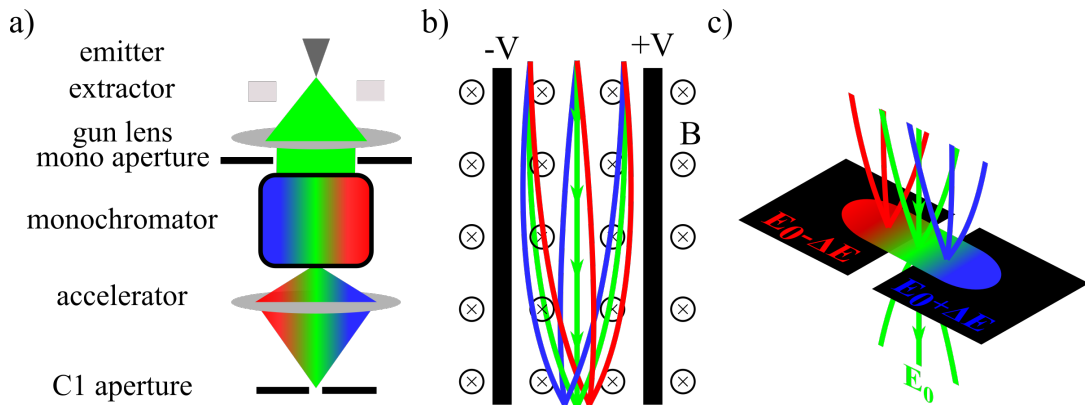 a)
emitter
extractor
gun lens
mono aperture
monochromator
accelerator
C1 aperture
b)
-V
+V
B
c)
E0-ΔE
E0+ΔE
E0